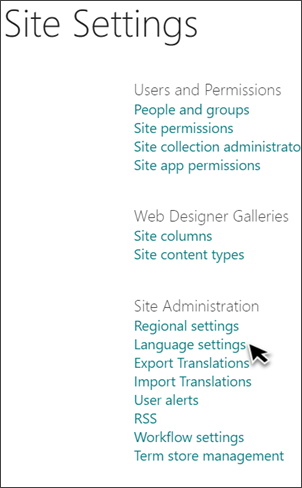 Site Settings
Users and Permissions
People and groups
Site permissions
Site collection administrato
Site app permissions
Web Designer Galleries
Site columns
Site content types
Site Administration
Regional settings
Language settings
Export Translations
Import Translations
User alerts
RSS
Workflow settings
Term store management